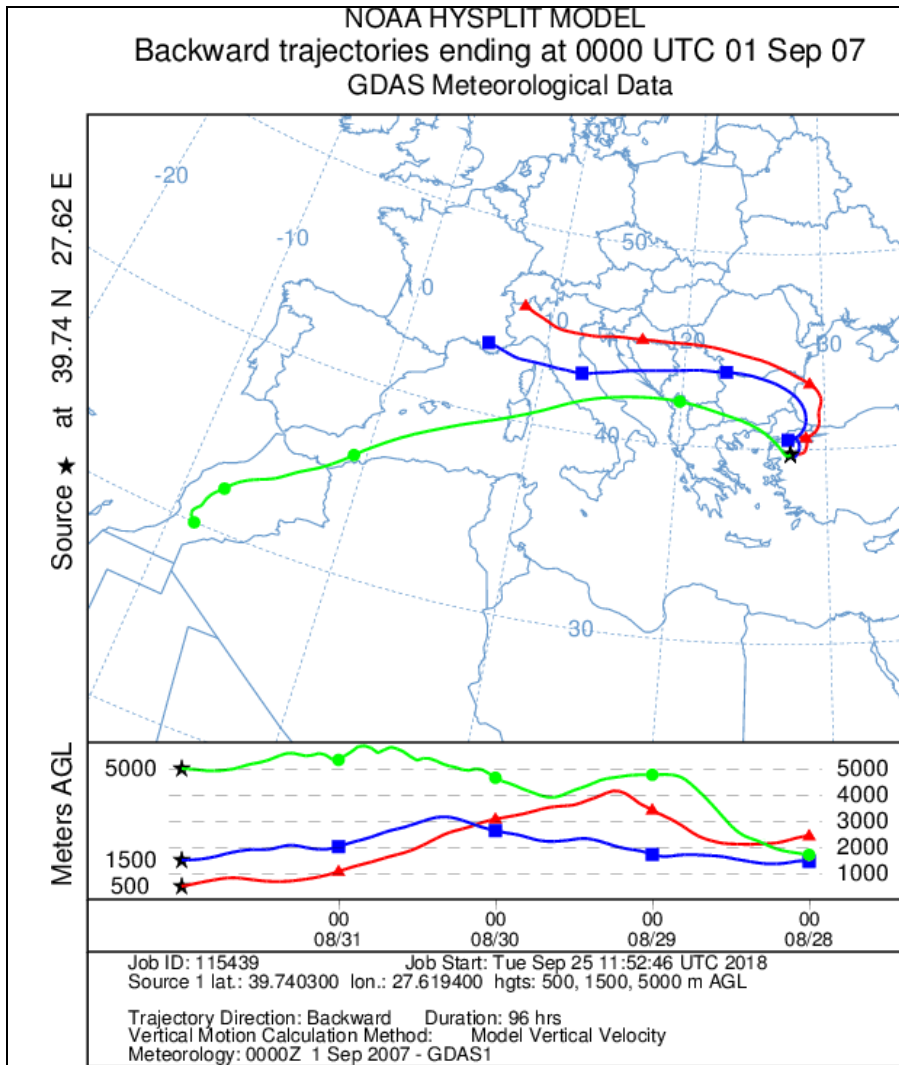 NOAA HYSPLIT MODEL
Backward trajectories ending at 0000 UTC 01 Sep 07
GDAS Meteorological Data
Source ★ at 39.74 N 27.62 E
-20
-10
0
10
20
30
50
40
30
Meters AGL
5000
1500
500
5000
4000
3000
2000
1000
00 00 00 00
08/31 08/30 08/29 08/28
Job ID: 115439 Job Start: Tue Sep 25 11:52:46 UTC 2018
Source 1 lat.: 39.740300 lon.: 27.619400 hgts: 500, 1500, 5000 m AGL
Trajectory Direction: Backward Duration: 96 hrs
Vertical Motion Calculation Method: Model Vertical Velocity
Meteorology: 0000Z 1 Sep 2007 - GDAS1